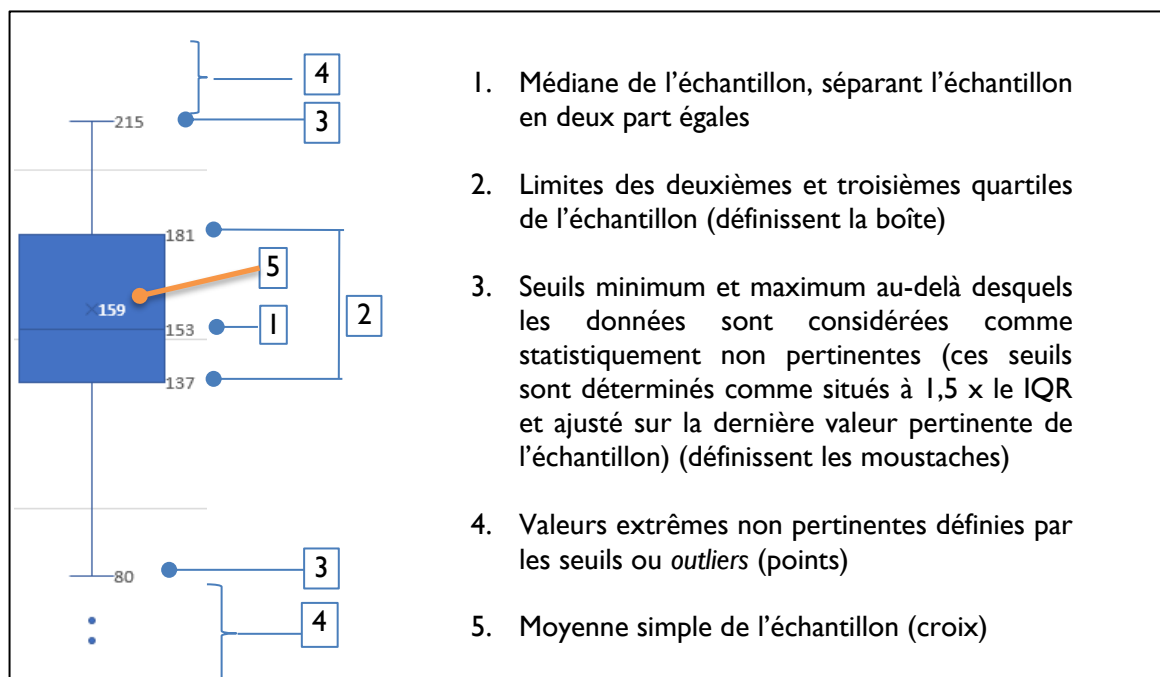 4
215
3
181
5
×159
2
153
1
137
80
3
4
1. Médiane de l’échantillon, séparant l’échantillon
en deux part égales
2. Limites des deuxièmes et troisièmes quartiles
de l’échantillon (définissent la boîte)
3. Seuils minimum et maximum au-delà desquels
les données sont considérées comme
statistiquement non pertinentes (ces seuils
sont déterminés comme situés à 1,5 x le IQR
et ajusté sur la dernière valeur pertinente de
l’échantillon) (définissent les moustaches)
4. Valeurs extrêmes non pertinentes définies par
les seuils ou outliers (points)
5. Moyenne simple de l’échantillon (croix)